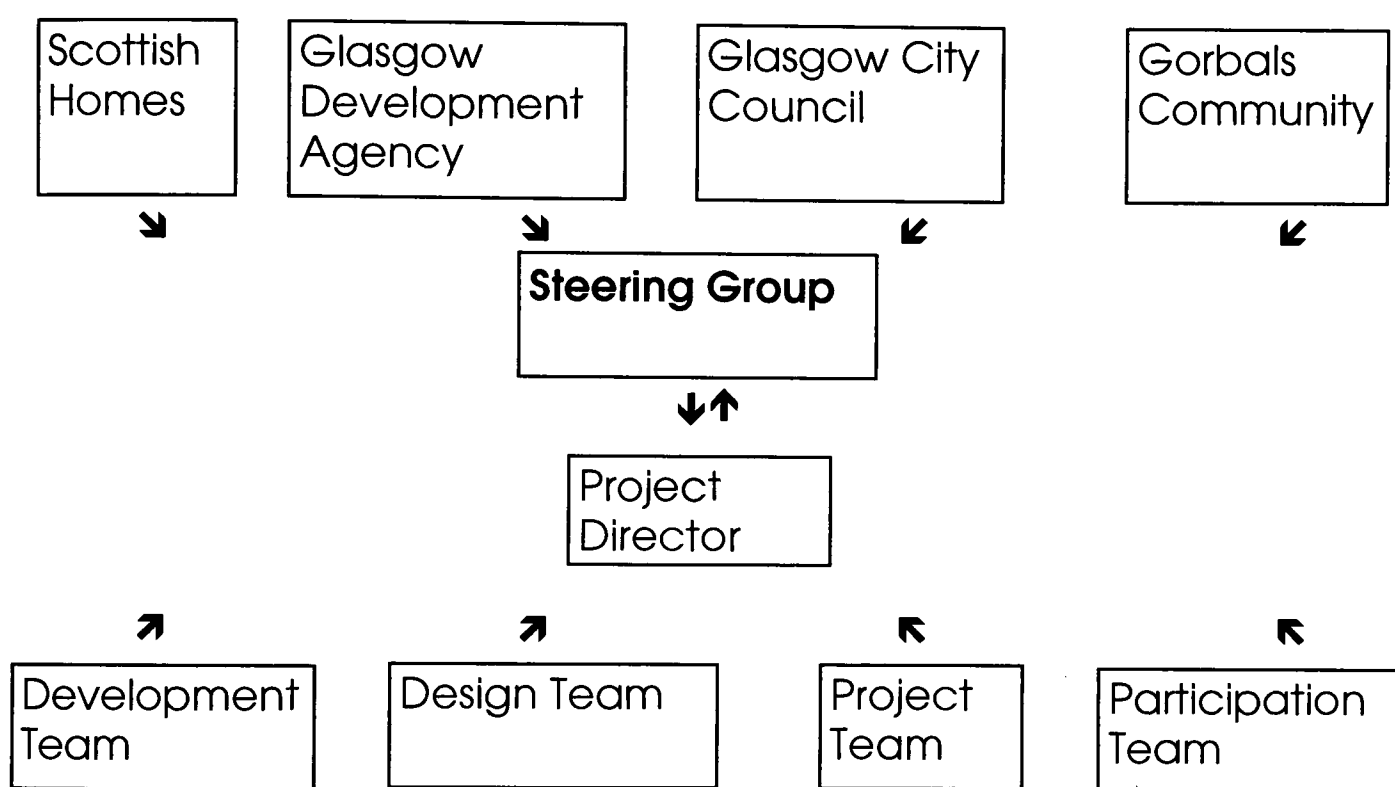 Scottish
Homes
Glasgow
Development
Agency
Glasgow City
Council
Gorbals
Community
Steering Group
Project
Director
Development
Team
Design Team
Project
Team
Participation
Team